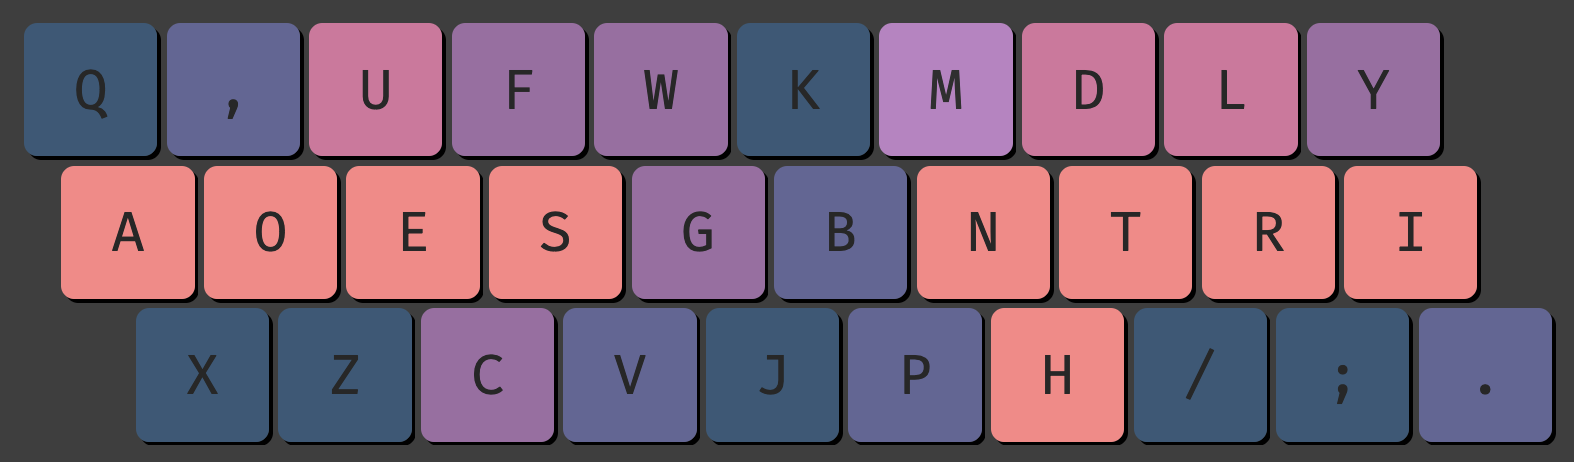 Q , U F W K M D L Y
A O E S G B N T R I
X Z C V J P H / ; .